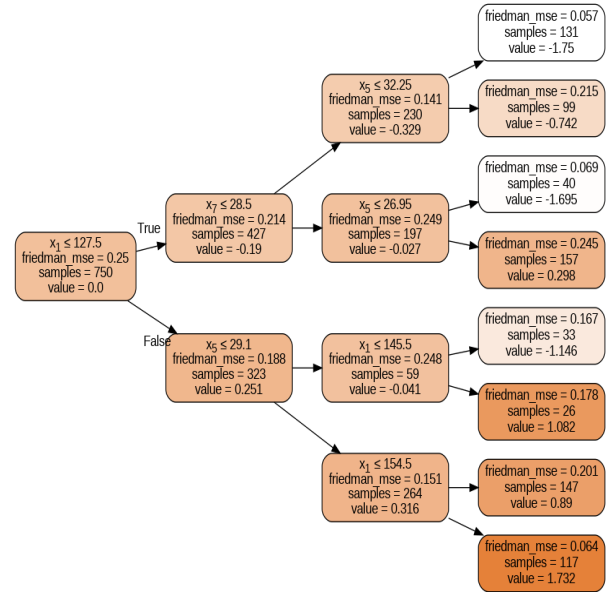 x₁ ≤ 127.5
friedman_mse = 0.25
samples = 750
value = 0.0
True
False
x₇ ≤ 28.5
friedman_mse = 0.214
samples = 427
value = -0.19
x₅ ≤ 29.1
friedman_mse = 0.188
samples = 323
value = 0.251
x₅ ≤ 32.25
friedman_mse = 0.141
samples = 230
value = -0.329
x₅ ≤ 26.95
friedman_mse = 0.249
samples = 197
value = -0.027
x₁ ≤ 145.5
friedman_mse = 0.248
samples = 59
value = -0.041
x₁ ≤ 154.5
friedman_mse = 0.151
samples = 264
value = 0.316
friedman_mse = 0.057
samples = 131
value = -1.75
friedman_mse = 0.215
samples = 99
value = -0.742
friedman_mse = 0.069
samples = 40
value = -1.695
friedman_mse = 0.245
samples = 157
value = 0.298
friedman_mse = 0.167
samples = 33
value = -1.146
friedman_mse = 0.178
samples = 26
value = 1.082
friedman_mse = 0.201
samples = 147
value = 0.89
friedman_mse = 0.064
samples = 117
value = 1.732